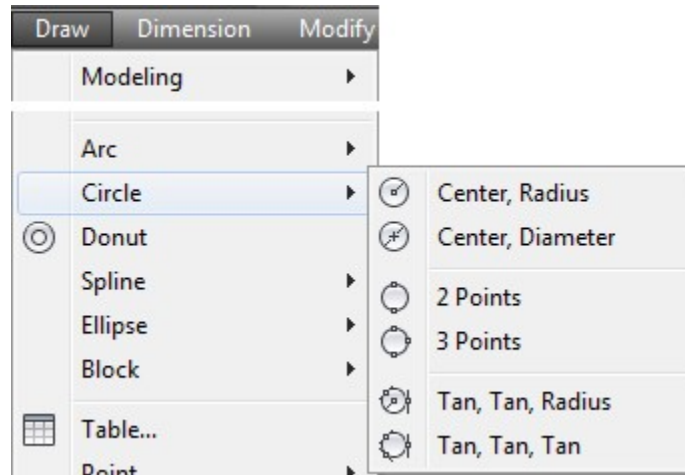 Draw Dimension Modify
Modeling
Arc
Circle
Donut
Spline
Ellipse
Block
Table...
Point
Center, Radius
Center, Diameter
2 Points
3 Points
Tan, Tan, Radius
Tan, Tan, Tan